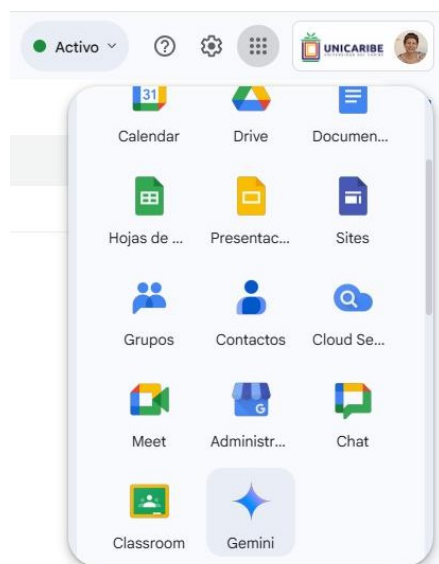 Activo
UNICARIBE
31
Calendar
Drive
Documen...
Hojas de ...
Presentac...
Sites
Grupos
Contactos
Cloud Se...
G
Meet
Administr...
Chat
Classroom
Gemini